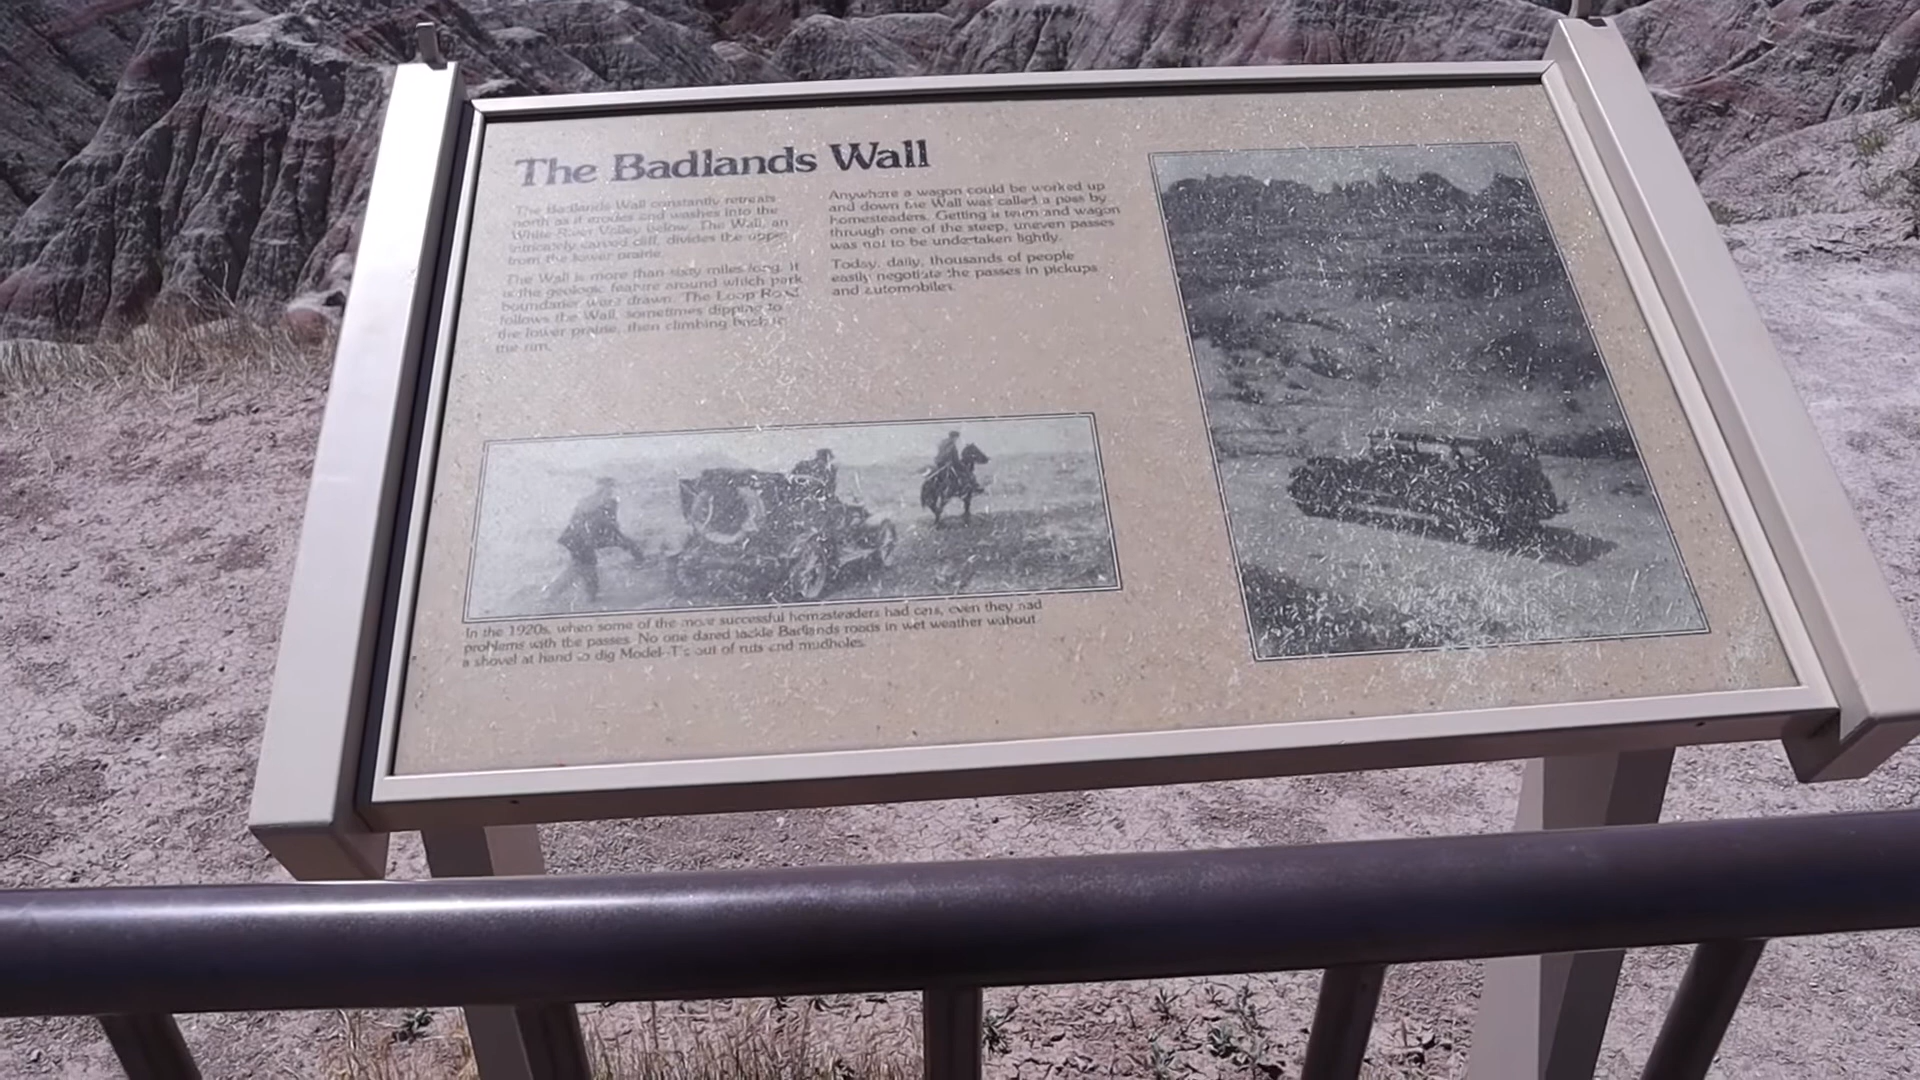 The Badlands Wall
The Badlands Wall constantly retreats
north as it erodes and washes into the
White River Valley below. The Wall, an
intricately carved cliff, divides the upper
from the lower prairie.
The Wall is more than sixty miles long. It
is the geologic feature around which park
boundaries were drawn. The Loop Road
follows the Wall, sometimes dipping to
the lower prairie, then climbing back to
the rim.
Anywhere a wagon could be worked up
and down the Wall was called a pass by
homesteaders. Getting a team and wagon
through one of the steep, uneven passes
was not to be undertaken lightly.
Today, daily, thousands of people
easily negotiate the passes in pickups
and automobiles.
In the 1920s, when some of the more successful homesteaders had cars, even they had
problems with the passes. No one dared tackle Badlands roads in wet weather without
a shovel at hand to dig Model-T's out of ruts and mudholes.